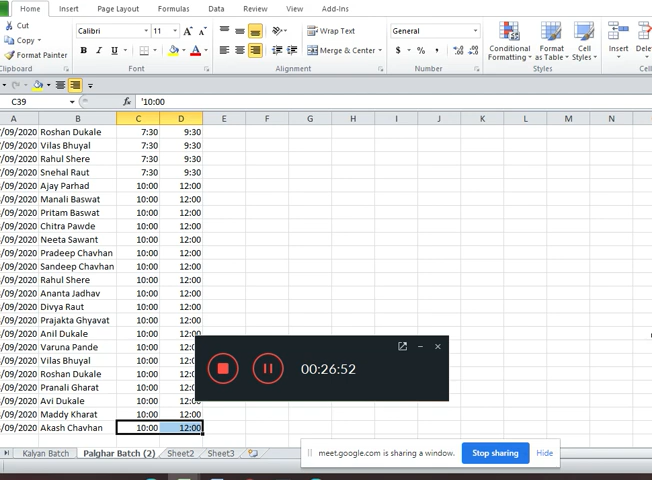 Home Insert Page Layout Formulas Data Review View Add-Ins
Cut
Copy
Format Painter
Clipboard
Calibri 11
B I U
Font
Wrap Text
Merge & Center
Alignment
General
$ % ,
Number
Conditional Formatting
Format as Table
Cell Styles
Styles
Insert
C39 fx '10:00
A B C D E F G H I J K L M N
/09/2020 Roshan Dukale 7:30 9:30
/09/2020 Vilas Bhuyal 7:30 9:30
/09/2020 Rahul Shere 7:30 9:30
/09/2020 Snehal Raut 7:30 9:30
/09/2020 Ajay Parhad 10:00 12:00
/09/2020 Manali Baswat 10:00 12:00
/09/2020 Pritam Baswat 10:00 12:00
/09/2020 Chitra Pawde 10:00 12:00
/09/2020 Neeta Sawant 10:00 12:00
/09/2020 Pradeep Chavhan 10:00 12:00
/09/2020 Sandeep Chavhan 10:00 12:00
/09/2020 Rahul Shere 10:00 12:00
/09/2020 Ananta Jadhav 10:00 12:00
/09/2020 Divya Raut 10:00 12:00
/09/2020 Prajakta Ghyavat 10:00 12:00
/09/2020 Anil Dukale 10:00 12:00
/09/2020 Varuna Pande 10:00 12:00
/09/2020 Vilas Bhuyal 10:00 12:00
/09/2020 Roshan Dukale 10:00 12:00
/09/2020 Pranali Gharat 10:00 12:00
/09/2020 Avi Dukale 10:00 12:00
/09/2020 Maddy Kharat 10:00 12:00
/09/2020 Akash Chavhan 10:00 12:00
00:26:52
Kalyan Batch Palghar Batch (2) Sheet2 Sheet3
meet.google.com is sharing a window. Stop sharing Hide